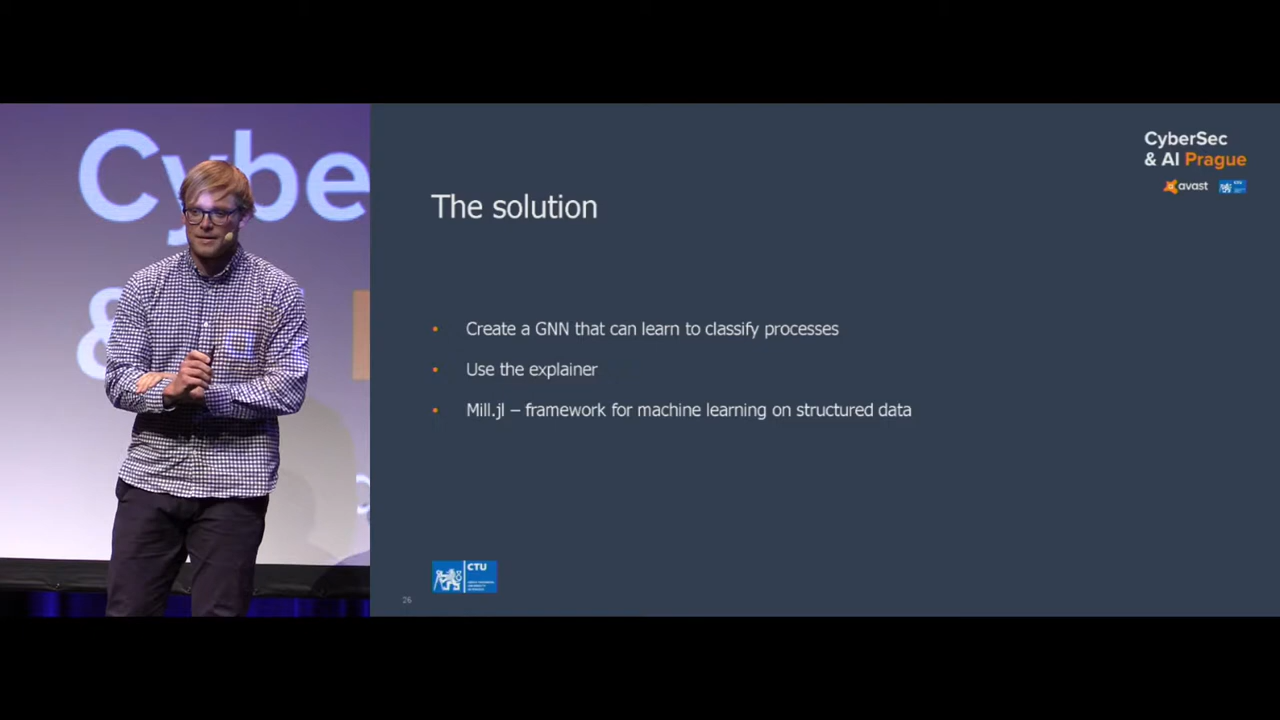 Cybe
&
CyberSec
& AI Prague
avast
The solution
• Create a GNN that can learn to classify processes
• Use the explainer
• Mill.jl – framework for machine learning on structured data
CTU
26